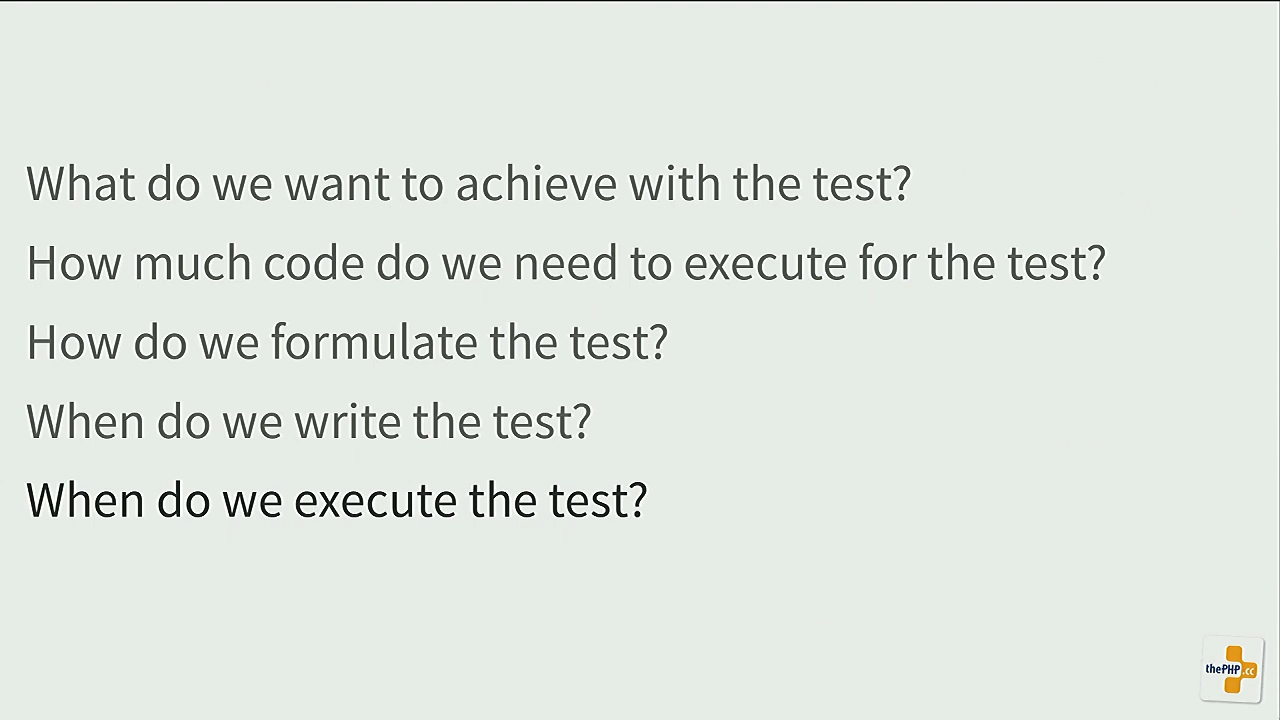 What do we want to achieve with the test?
How much code do we need to execute for the test?
How do we formulate the test?
When do we write the test?
When do we execute the test?
thePHP.cc